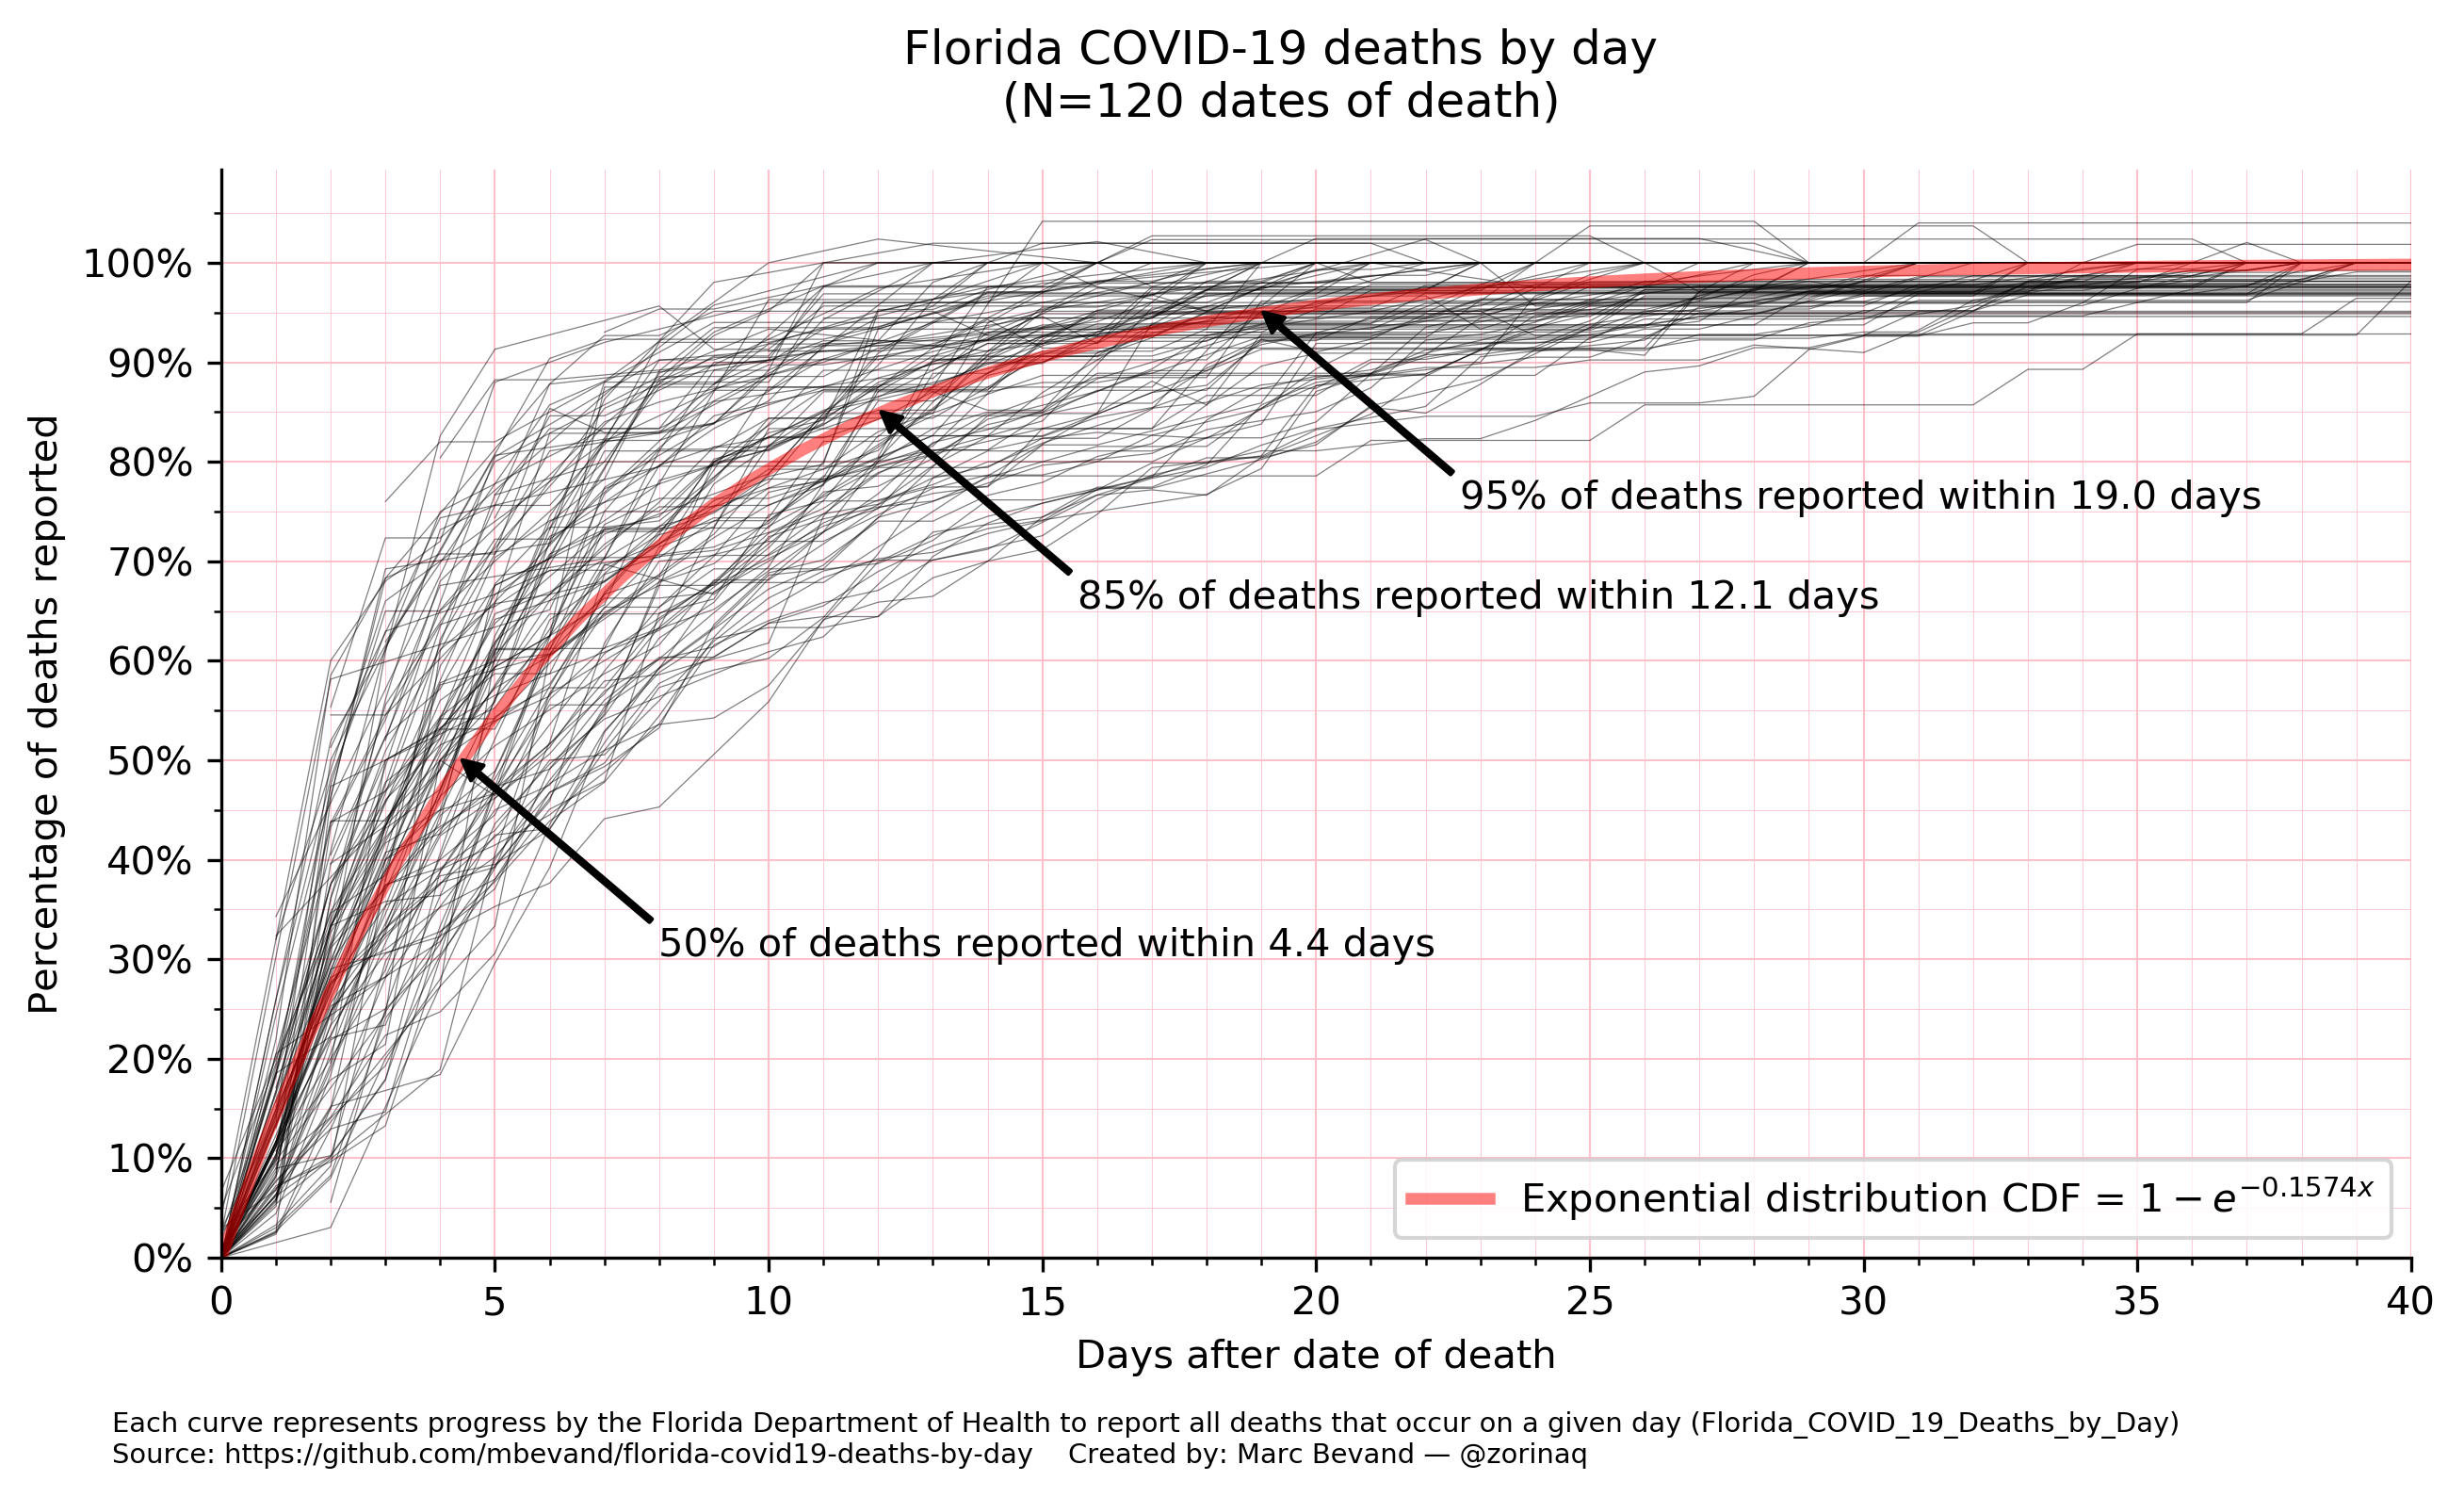 Florida COVID-19 deaths by day
(N=120 dates of death)
Percentage of deaths reported
100%
90%
80%
70%
60%
50%
40%
30%
20%
10%
0%
95% of deaths reported within 19.0 days
85% of deaths reported within 12.1 days
50% of deaths reported within 4.4 days
Exponential distribution CDF = 1 − e^−0.1574x
0 5 10 15 20 25 30 35 40
Days after date of death
Each curve represents progress by the Florida Department of Health to report all deaths that occur on a given day (Florida_COVID_19_Deaths_by_Day)
Source: https://github.com/mbevand/florida-covid19-deaths-by-day Created by: Marc Bevand — @zorinaq